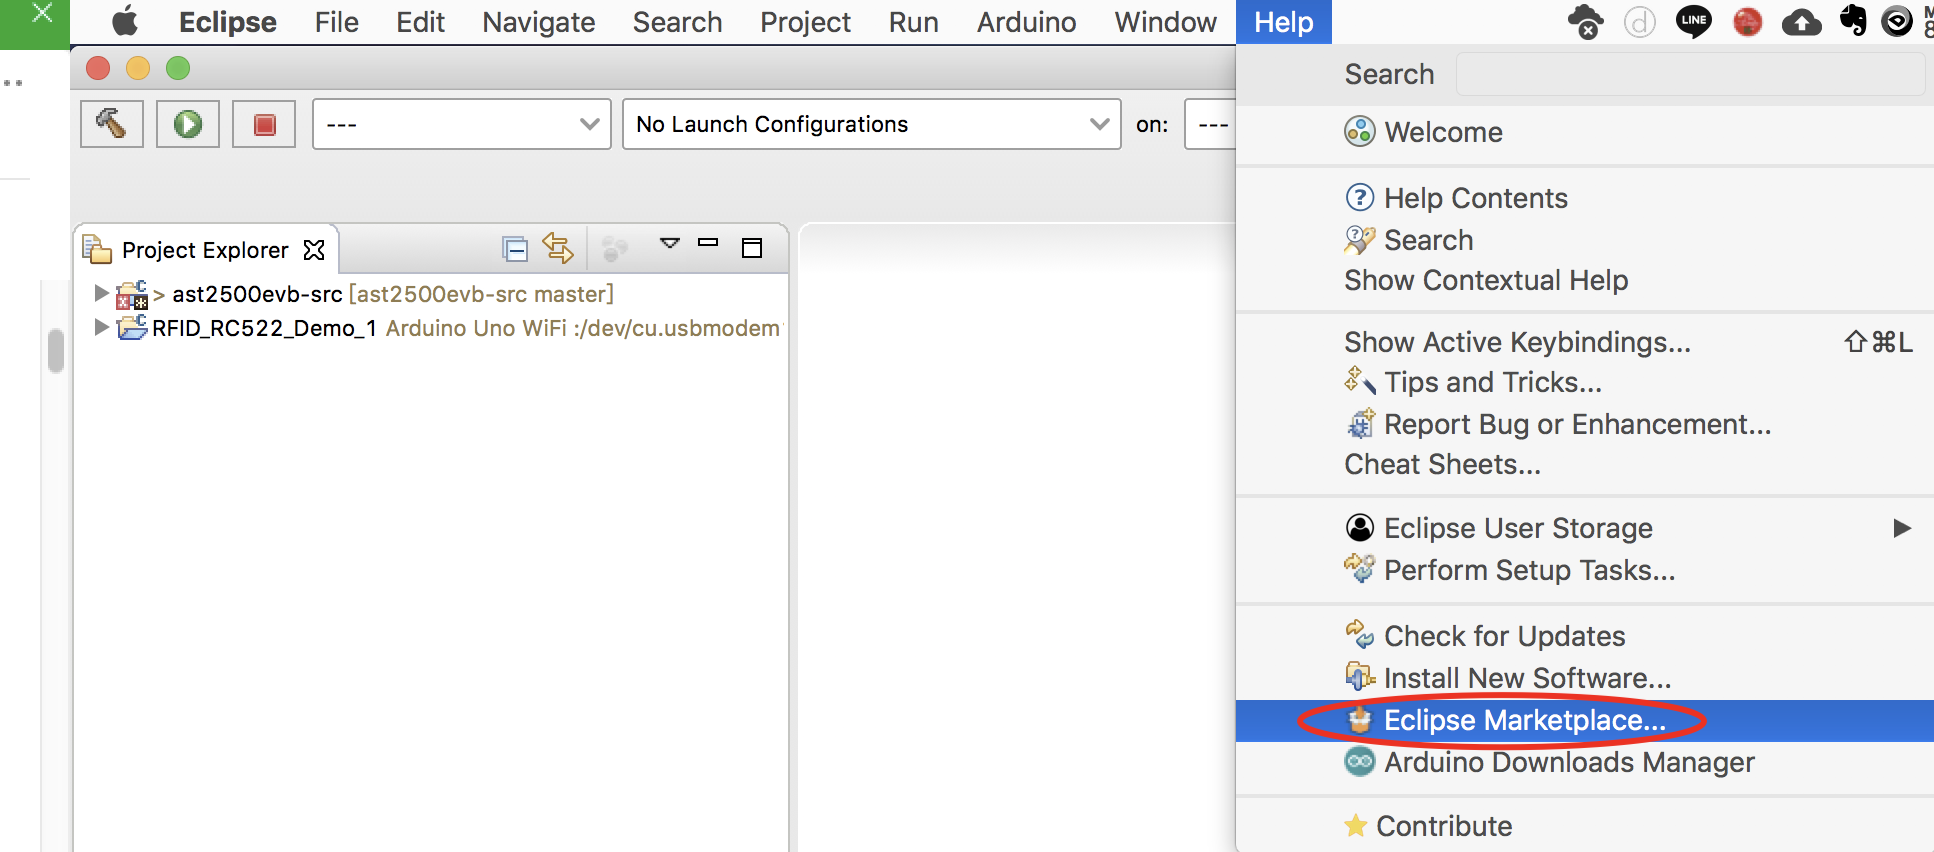 Eclipse File Edit Navigate Search Project Run Arduino Window Help LINE
--- No Launch Configurations on: ---
Project Explorer
> ast2500evb-src [ast2500evb-src master]
RFID_RC522_Demo_1 Arduino Uno WiFi :/dev/cu.usbmodem
Search
Welcome
Help Contents
Search
Show Contextual Help
Show Active Keybindings... ⇧⌘L
Tips and Tricks...
Report Bug or Enhancement...
Cheat Sheets...
Eclipse User Storage
Perform Setup Tasks...
Check for Updates
Install New Software...
Eclipse Marketplace...
Arduino Downloads Manager
Contribute